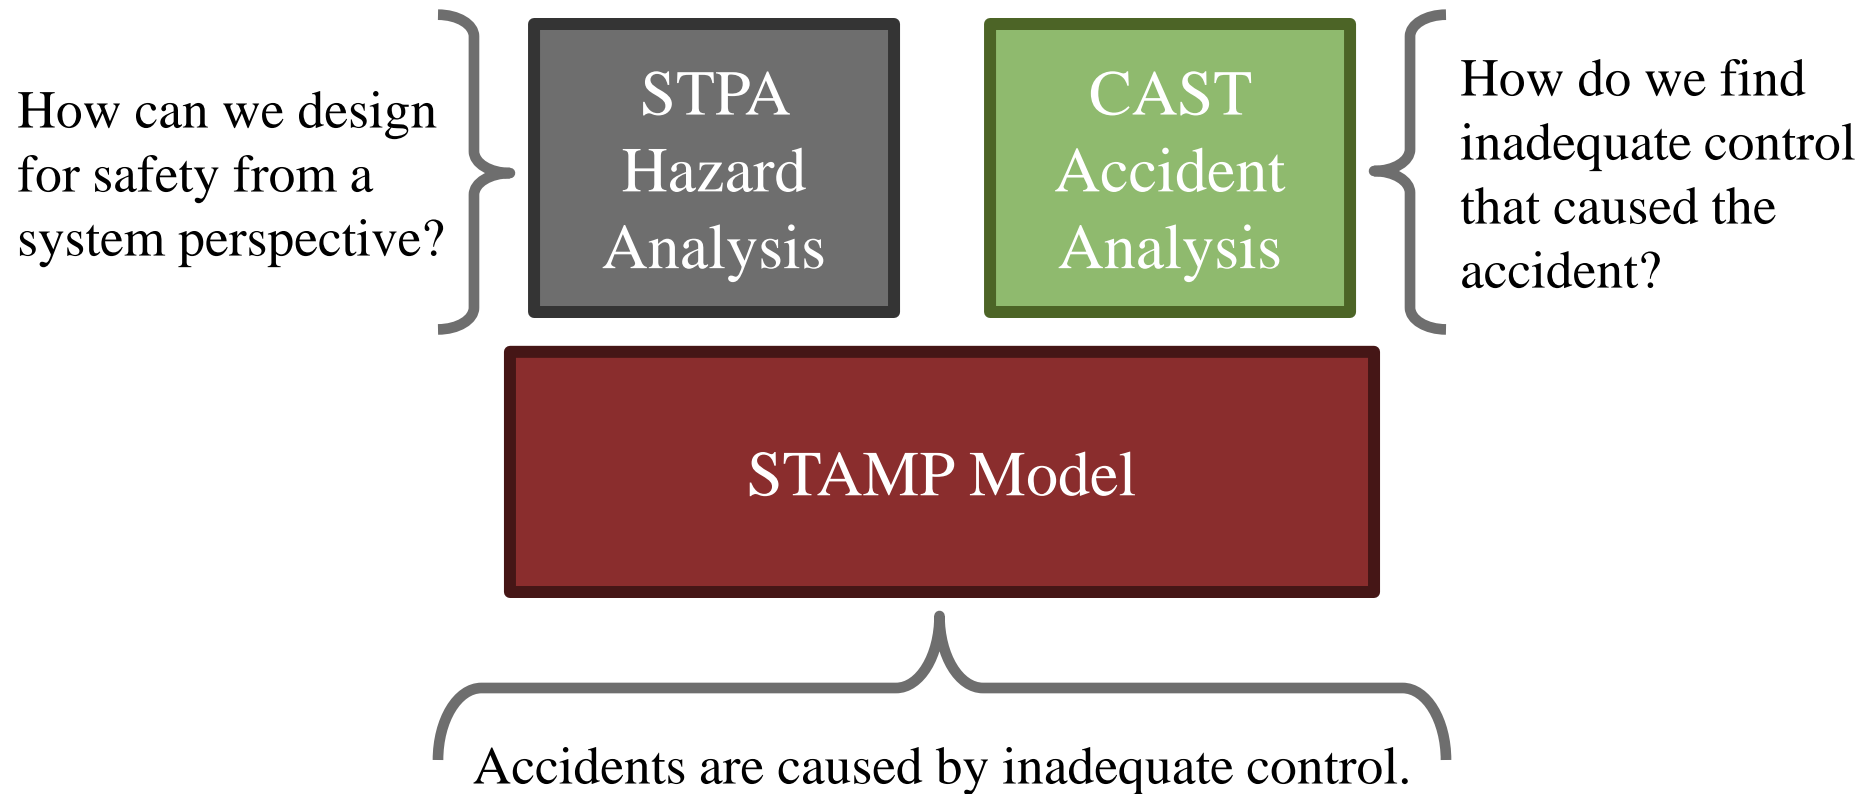 How can we design
for safety from a
system perspective?
STPA
Hazard
Analysis
CAST
Accident
Analysis
How do we find
inadequate control
that caused the
accident?
STAMP Model
Accidents are caused by inadequate control.